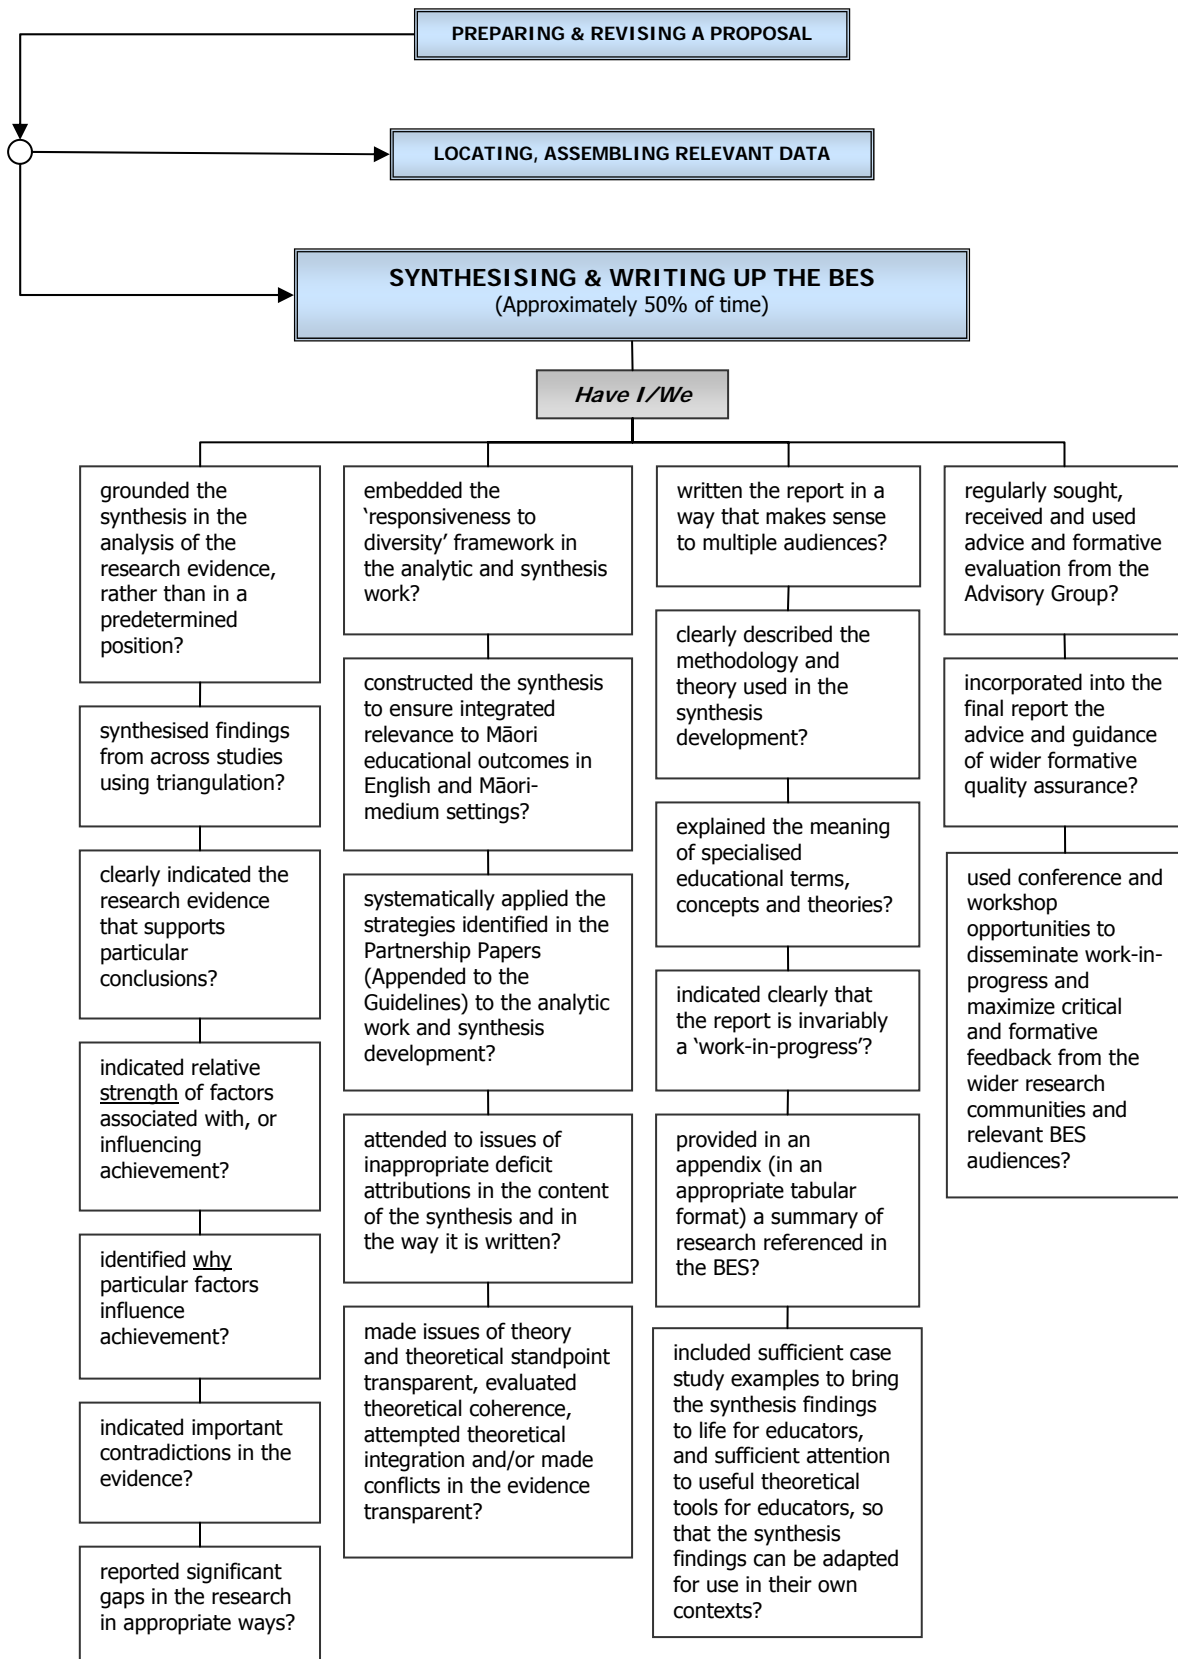 PREPARING & REVISING A PROPOSAL
LOCATING, ASSEMBLING RELEVANT DATA
SYNTHESISING & WRITING UP THE BES
(Approximately 50% of time)
Have I/We
grounded the
synthesis in the
analysis of the
research evidence,
rather than in a
predetermined
position?
synthesised findings
from across studies
using triangulation?
clearly indicated the
research evidence
that supports
particular
conclusions?
indicated relative
strength of factors
associated with, or
influencing
achievement?
identified why
particular factors
influence
achievement?
indicated important
contradictions in the
evidence?
reported significant
gaps in the research
in appropriate ways?
embedded the
‘responsiveness to
diversity’ framework in
the analytic and synthesis
work?
constructed the synthesis
to ensure integrated
relevance to Māori
educational outcomes in
English and Māori-
medium settings?
systematically applied the
strategies identified in the
Partnership Papers
(Appended to the
Guidelines) to the analytic
work and synthesis
development?
attended to issues of
inappropriate deficit
attributions in the content
of the synthesis and in
the way it is written?
made issues of theory
and theoretical standpoint
transparent, evaluated
theoretical coherence,
attempted theoretical
integration and/or made
conflicts in the evidence
transparent?
written the report in a
way that makes sense
to multiple audiences?
clearly described the
methodology and
theory used in the
synthesis
development?
explained the meaning
of specialised
educational terms,
concepts and theories?
indicated clearly that
the report is invariably
a ‘work-in-progress’?
provided in an
appendix (in an
appropriate tabular
format) a summary of
research referenced in
the BES?
included sufficient case
study examples to bring
the synthesis findings
to life for educators,
and sufficient attention
to useful theoretical
tools for educators, so
that the synthesis
findings can be adapted
for use in their own
contexts?
regularly sought,
received and used
advice and formative
evaluation from the
Advisory Group?
incorporated into the
final report the
advice and guidance
of wider formative
quality assurance?
used conference and
workshop
opportunities to
disseminate work-in-
progress and
maximize critical
and formative
feedback from the
wider research
communities and
relevant BES
audiences?